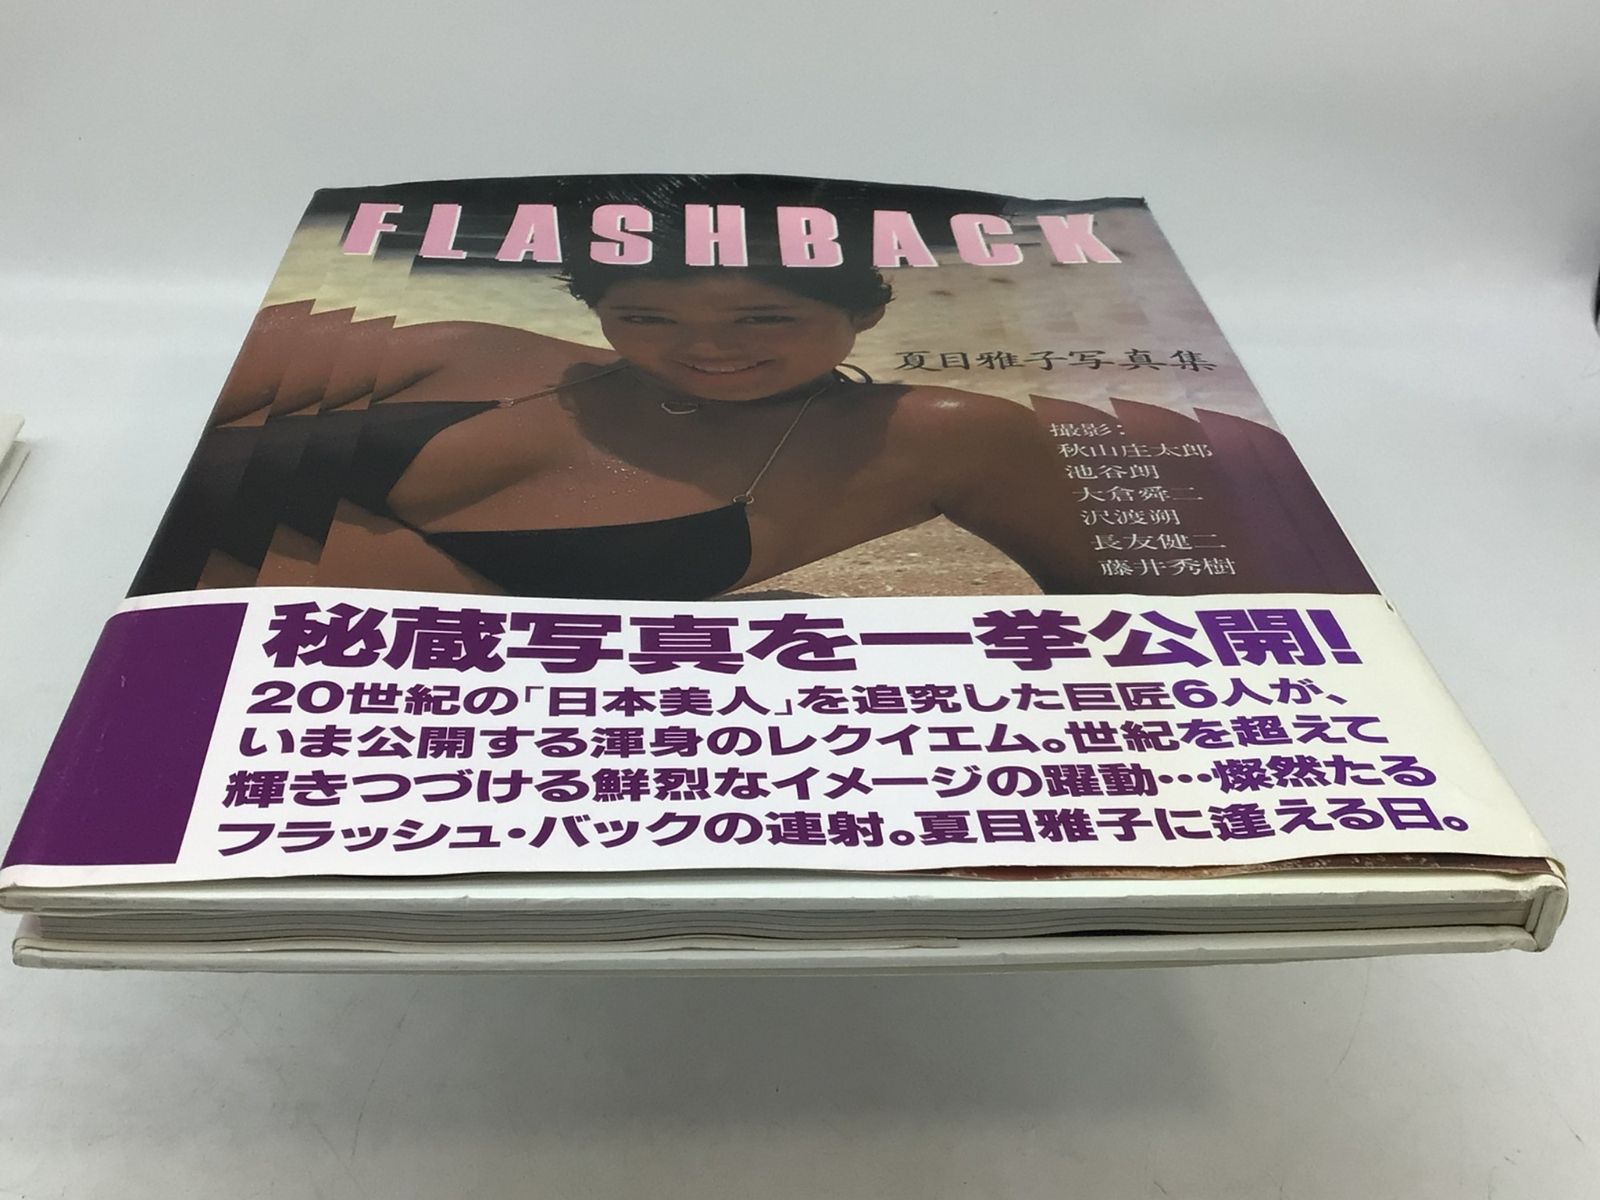 FLASHBACK
夏目雅子写真集
撮影:
秋山庄太郎
池谷朗
大倉舜二
沢渡朔
長友健二
藤井秀樹
秘蔵写真を一挙公開!
20世紀の「日本美人」を追究した巨匠6人が、
いま公開する渾身のレクイエム。世紀を超えて
輝きつづける鮮烈なイメージの躍動…燦然たる
フラッシュ・バックの連射。夏目雅子に逢える日。